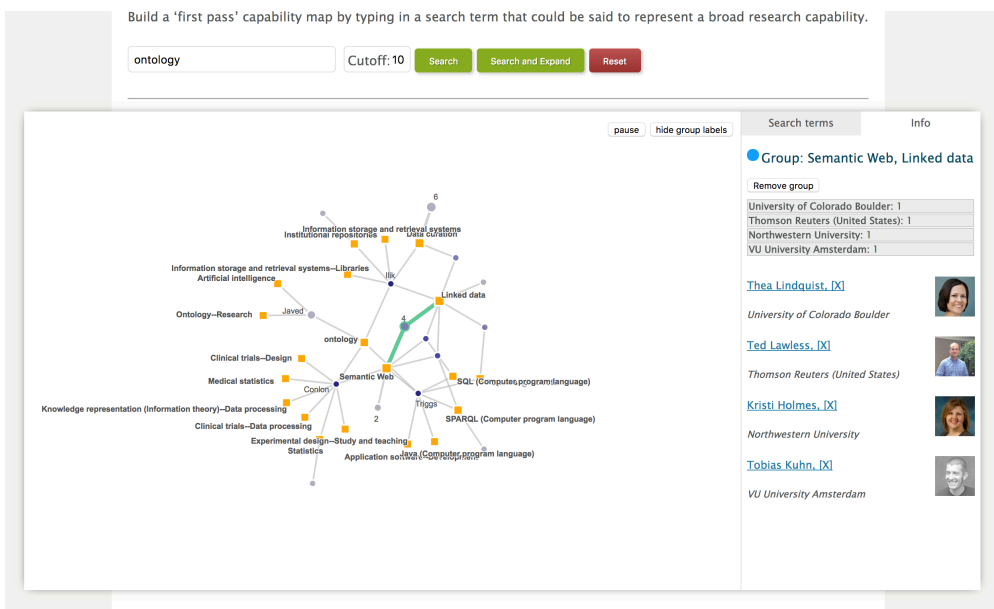 Build a ‘first pass’ capability map by typing in a search term that could be said to represent a broad research capability.
ontology
Cutoff: 10
Search
Search and Expand
Reset
pause
hide group labels
Search terms
Info
6
Information storage and retrieval systems
Institutional repositories
Data curation
Information storage and retrieval systems--Libraries
Ilik
Artificial intelligence
Linked data
Ontology--Research
Javed
4
ontology
Clinical trials--Design
Semantic Web
SQL (Computer program language)
Medical statistics
Conlon
Triggs
Knowledge representation (Information theory)--Data processing
2
SPARQL (Computer program language)
Clinical trials--Data processing
Experimental design--Study and teaching
Statistics
Java (Computer program language)
Application software--Development
Group: Semantic Web, Linked data
Remove group
University of Colorado Boulder: 1
Thomson Reuters (United States): 1
Northwestern University: 1
VU University Amsterdam: 1
Thea Lindquist, [X]
University of Colorado Boulder
Ted Lawless, [X]
Thomson Reuters (United States)
Kristi Holmes, [X]
Northwestern University
Tobias Kuhn, [X]
VU University Amsterdam